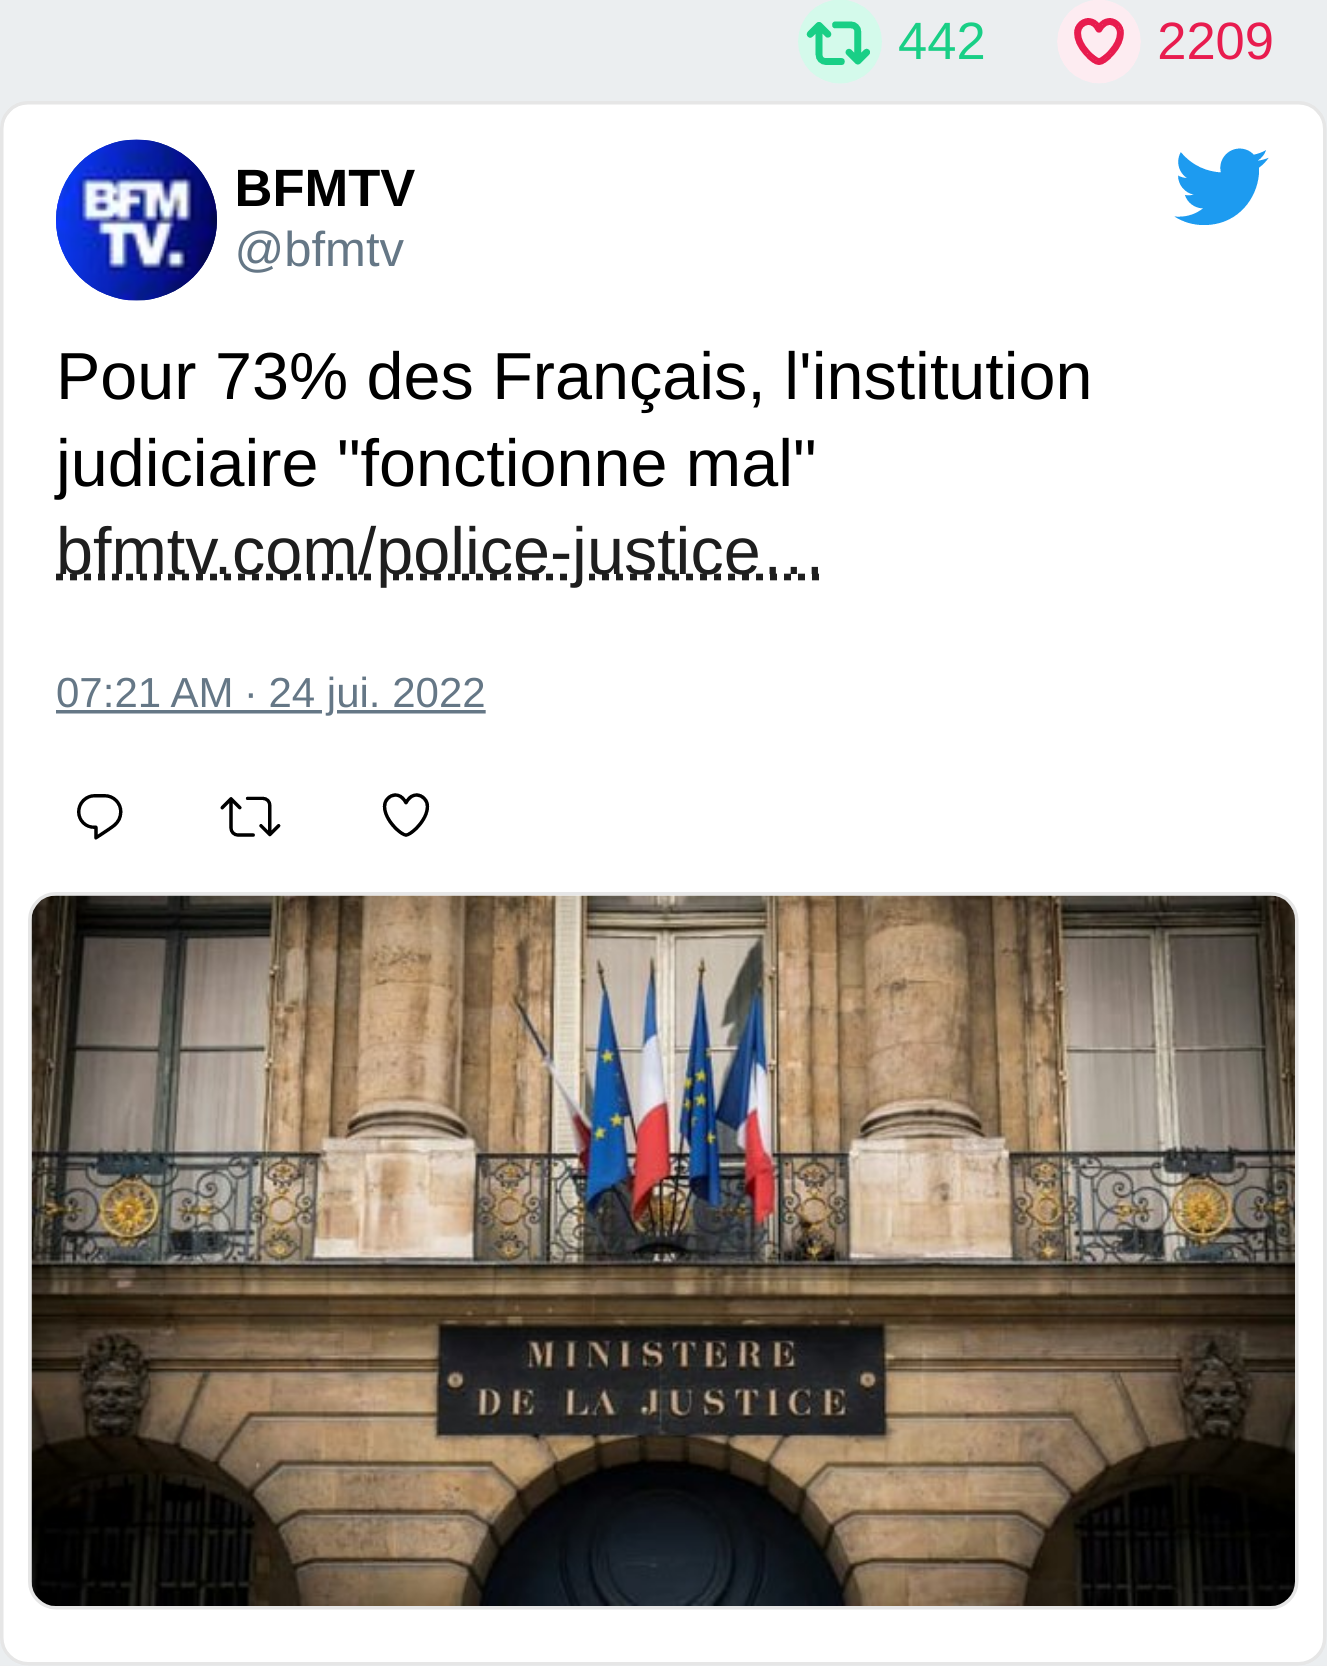 442 2209
BFM
TV.
BFMTV
@bfmtv
Pour 73% des Français, l'institution
judiciaire "fonctionne mal"
bfmtv.com/police-justice...
07:21 AM · 24 jui. 2022
MINISTERE
DE LA JUSTICE